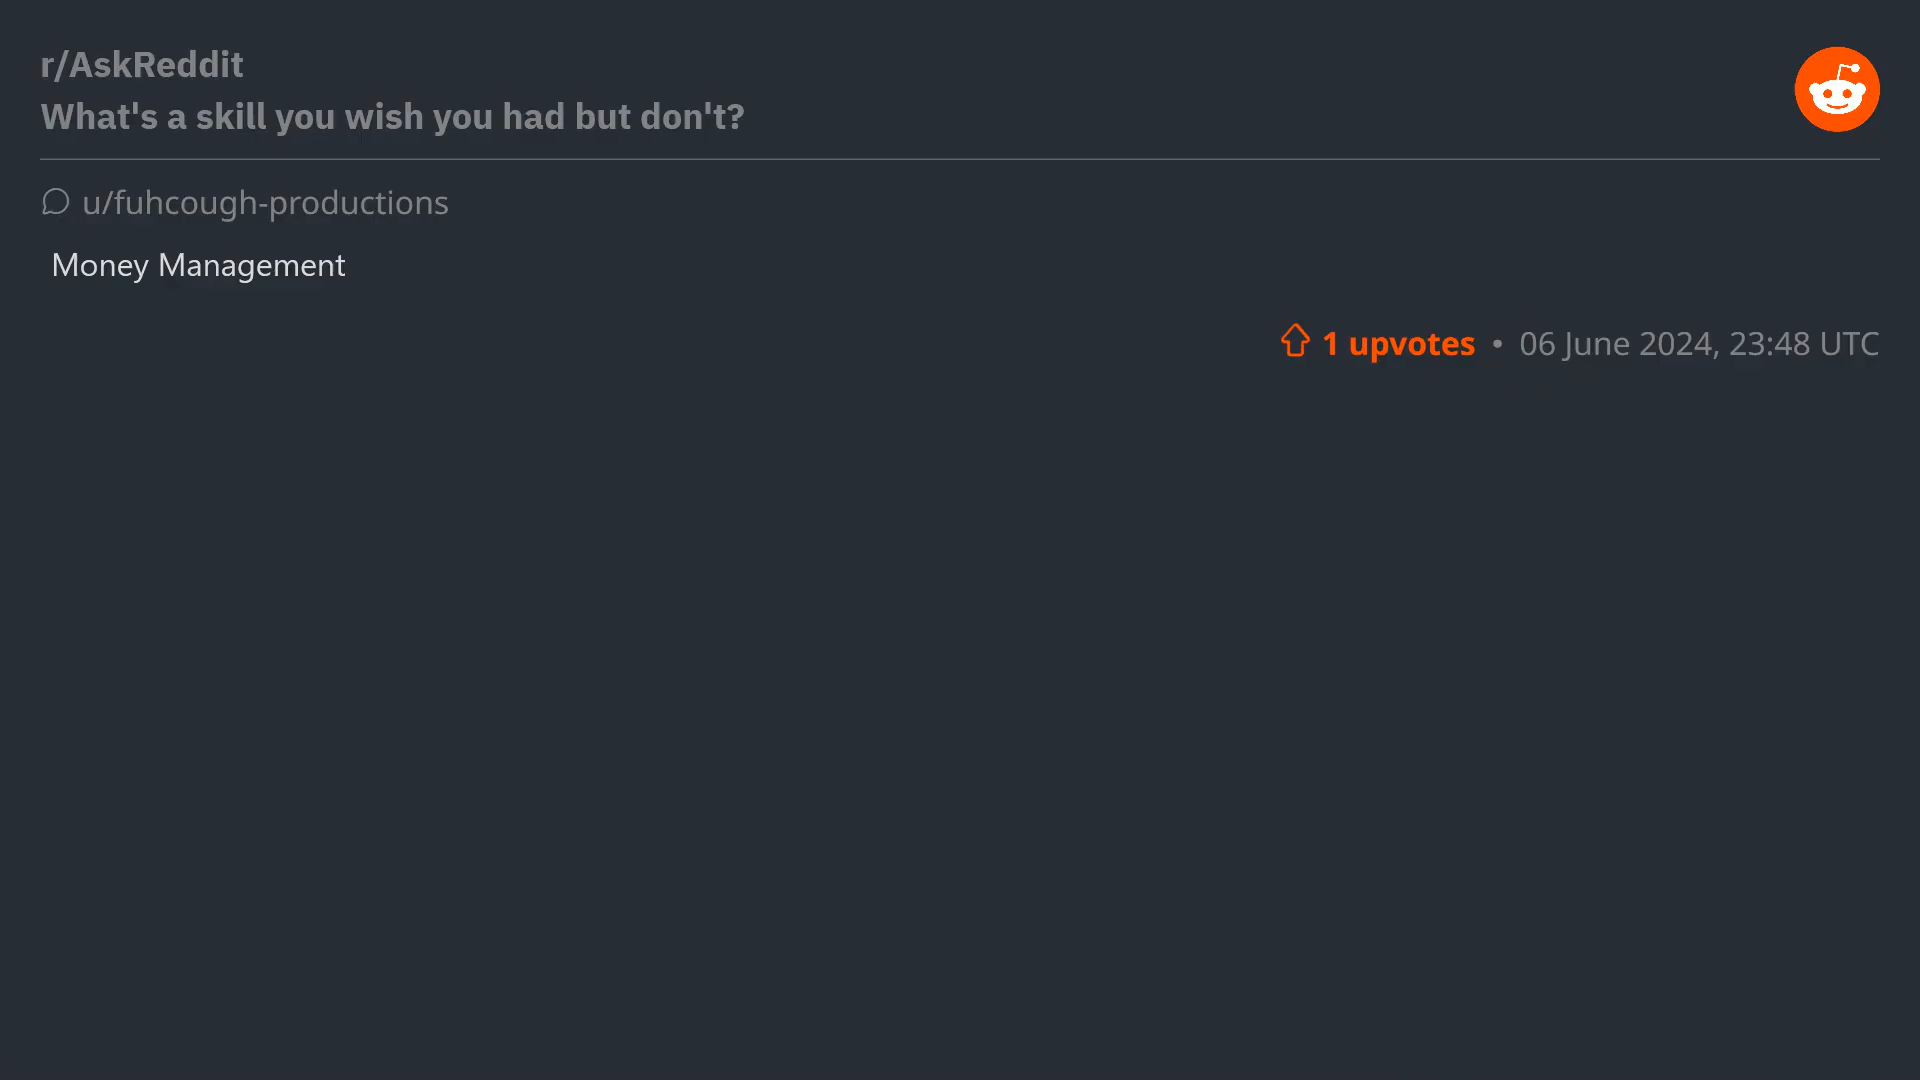 r/AskReddit
What's a skill you wish you had but don't?
u/fuhcough-productions
Money Management
1 upvotes • 06 June 2024, 23:48 UTC